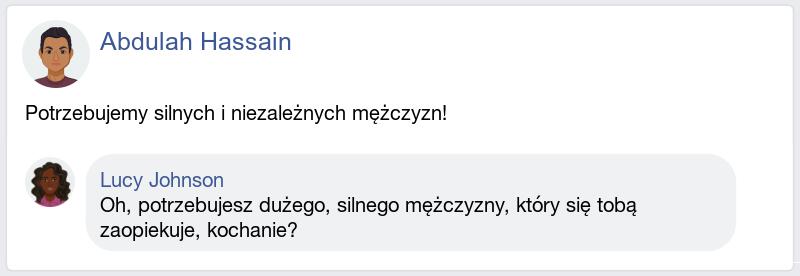 Abdulah Hassain
Potrzebujemy silnych i niezależnych mężczyzn!
Lucy Johnson
Oh, potrzebujesz dużego, silnego mężczyzny, który się tobą
zaopiekuje, kochanie?